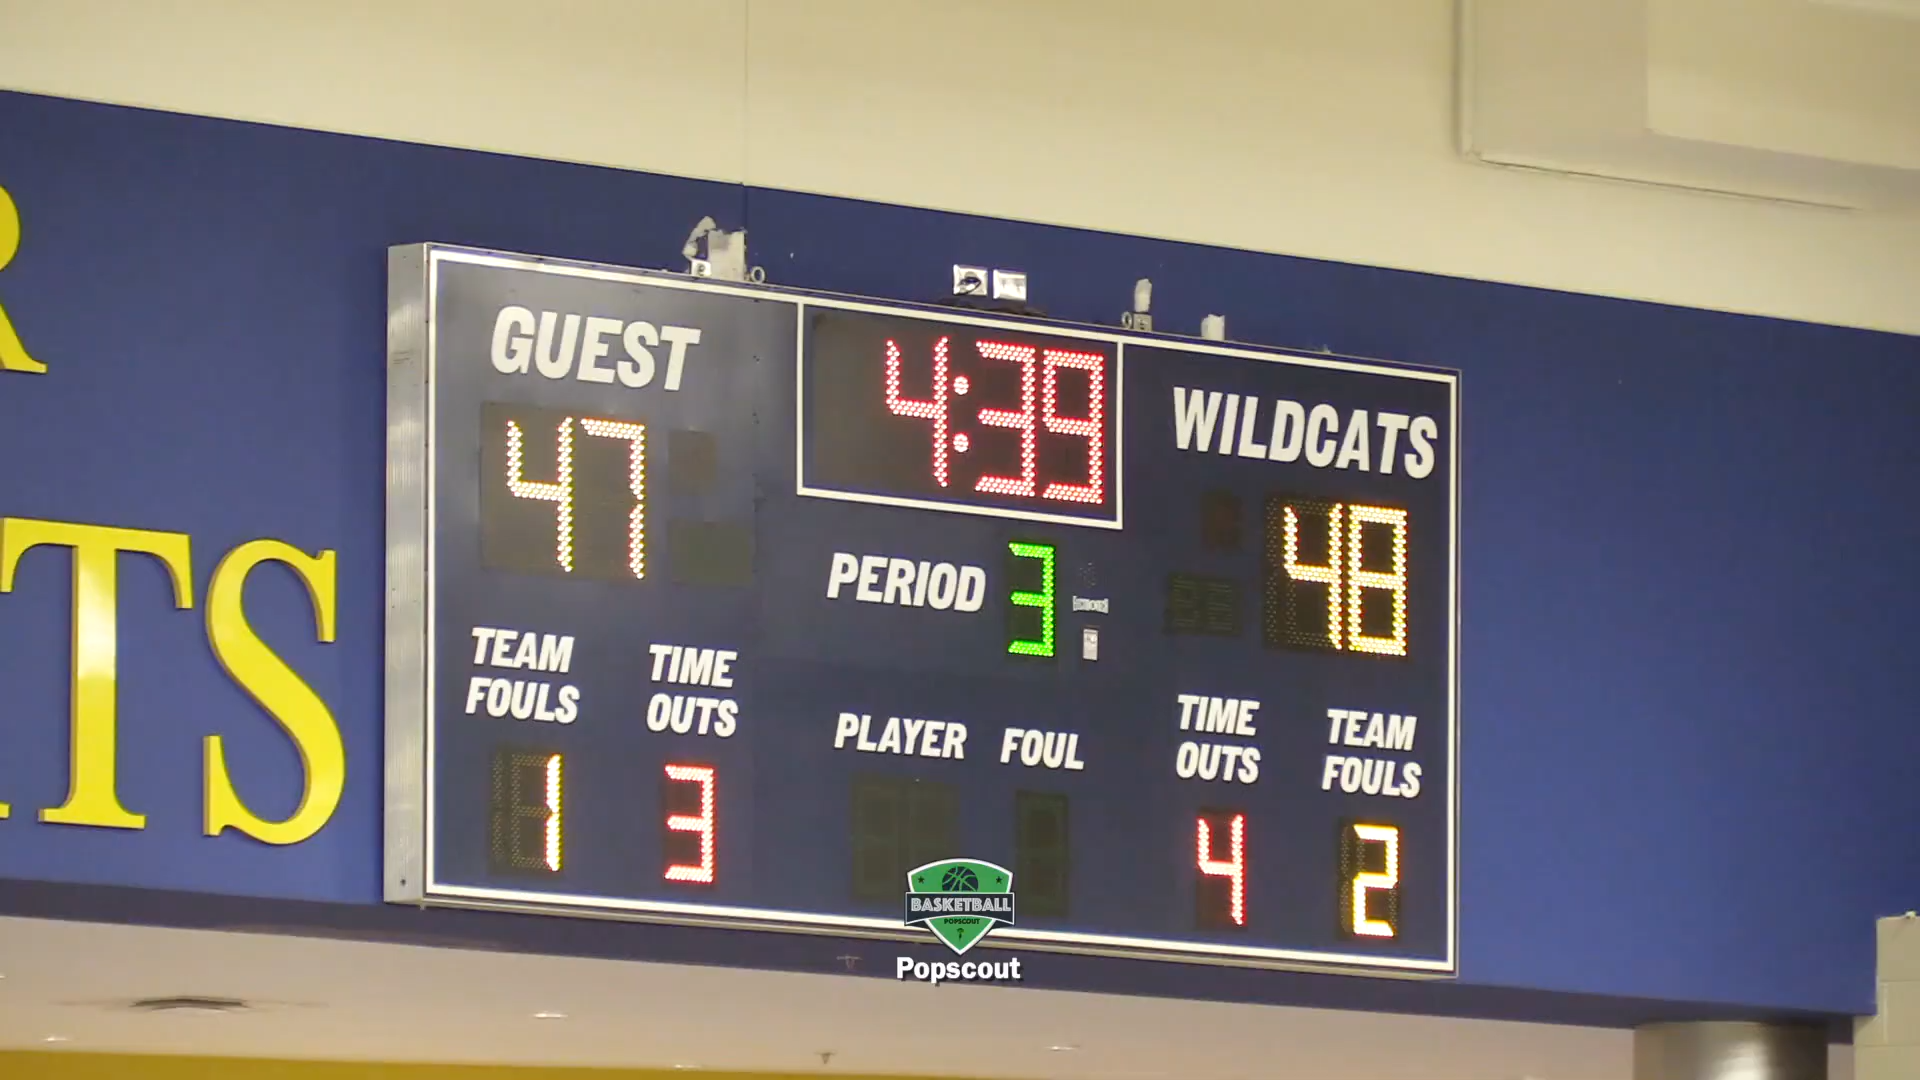 R
TS
GUEST
4:39
WILDCATS
47
48
PERIOD 3
TEAM FOULS
TIME OUTS
PLAYER FOUL
TIME OUTS
TEAM FOULS
1
3
4
2
BASKETBALL
POPSCOUT
Popscout